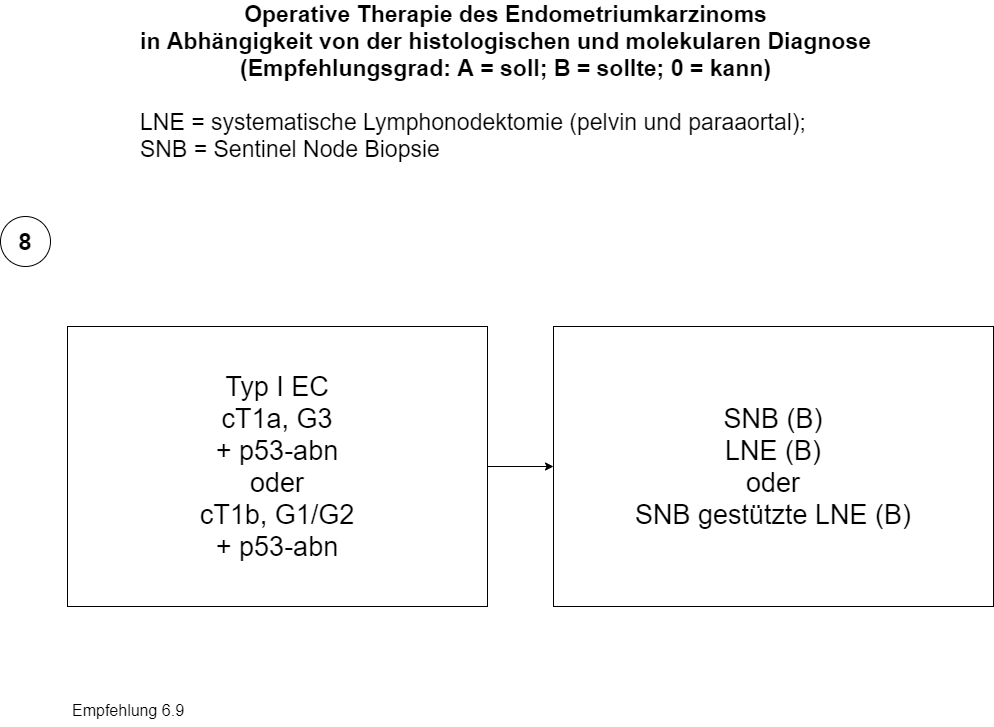 Operative Therapie des Endometriumkarzinoms
in Abhängigkeit von der histologischen und molekularen Diagnose
(Empfehlungsgrad: A = soll; B = sollte; 0 = kann)
LNE = systematische Lymphonodektomie (pelvin und paraaortal);
SNB = Sentinel Node Biopsie
8
Typ I EC
cT1a, G3
+ p53-abn
oder
cT1b, G1/G2
+ p53-abn
SNB (B)
LNE (B)
oder
SNB gestützte LNE (B)
Empfehlung 6.9